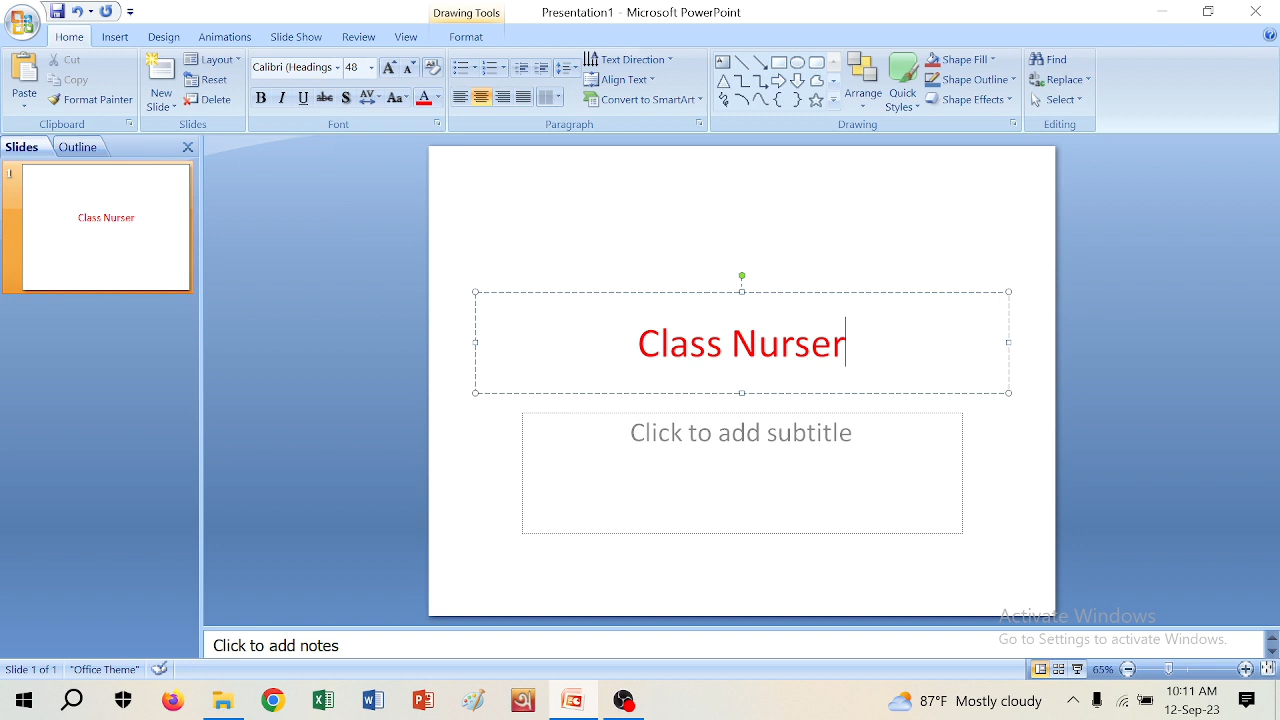 Drawing Tools
Presentation1 - Microsoft PowerPoint
Home Insert Design Animations Slide Show Review View Format
Paste
Cut
Copy
Format Painter
Clipboard
New Slide
Layout
Reset
Delete
Slides
Calibri (Headings 48
B I U abc S AV Aa A
Font
Text Direction
Align Text
Convert to SmartArt
Paragraph
Arrange
Quick Styles
Shape Fill
Shape Outline
Shape Effects
Drawing
Find
Replace
Select
Editing
Slides Outline
1
Class Nurser
Class Nurser
Click to add subtitle
Activate Windows
Go to Settings to activate Windows.
Click to add notes
Slide 1 of 1 "Office Theme" 65%
87°F Mostly cloudy
10:11 AM
12-Sep-23